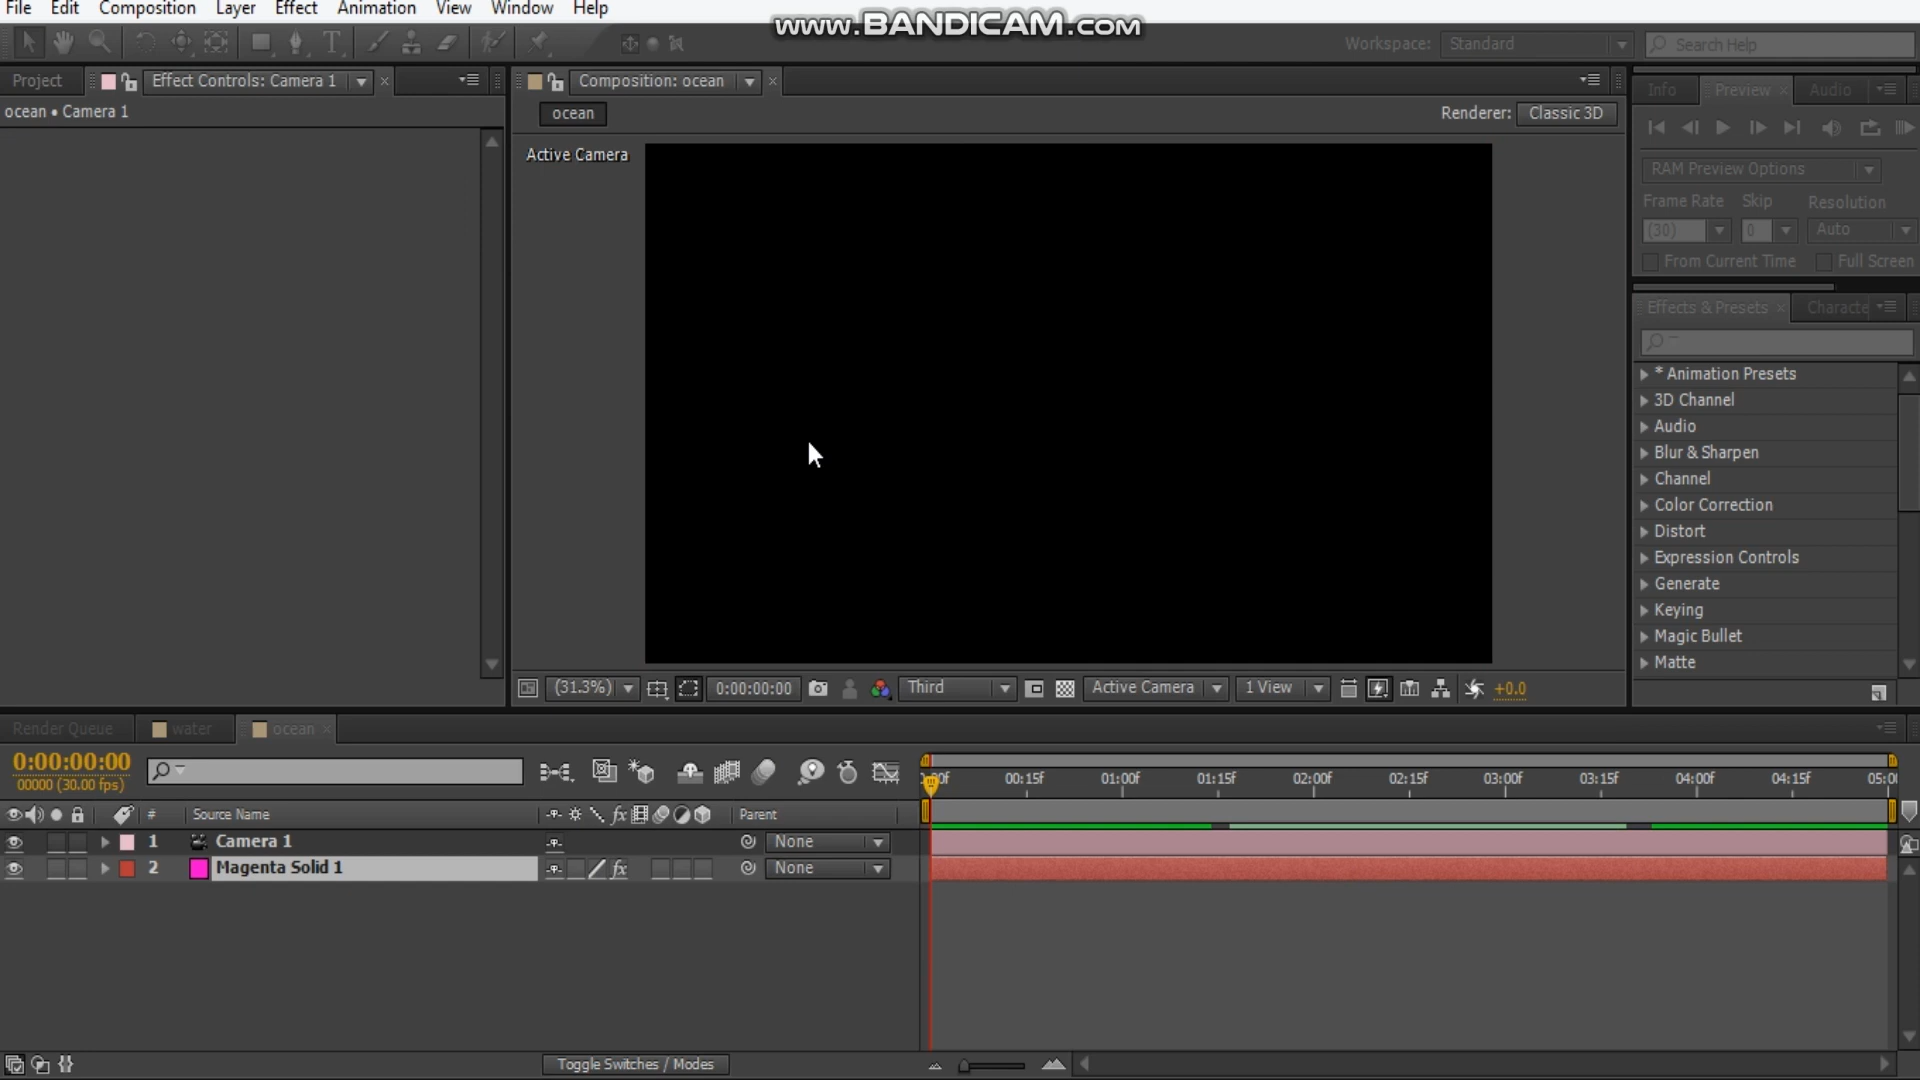 File Edit Composition Layer Effect Animation View Window Help
www.BANDICAM.com
Workspace: Standard Search Help
Project Effect Controls: Camera 1 Composition: ocean
Info Preview Audio
ocean • Camera 1
ocean
Renderer: Classic 3D
Active Camera
RAM Preview Options
Frame Rate Skip Resolution
(30) 0 Auto
From Current Time Full Screen
Effects & Presets Characte
* Animation Presets
3D Channel
Audio
Blur & Sharpen
Channel
Color Correction
Distort
Expression Controls
Generate
Keying
Magic Bullet
Matte
(31.3%) 0:00:00:00 Third Active Camera 1 View +0.0
Render Queue water ocean
0:00:00:00
00000 (30.00 fps)
00:15f 01:00f 01:15f 02:00f 02:15f 03:00f 03:15f 04:00f 04:15f 05:00
# Source Name fx Parent
1 Camera 1 None
2 Magenta Solid 1 fx None
Toggle Switches / Modes